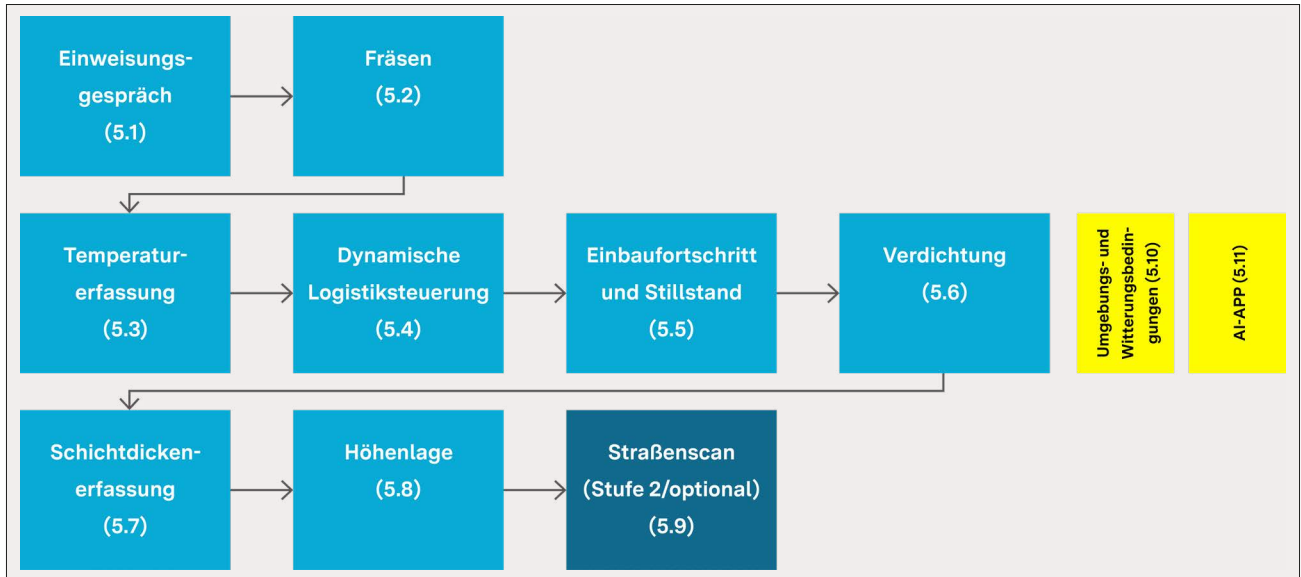 Einweisungs-
gespräch
(5.1)
Fräsen
(5.2)
Temperatur-
erfassung
(5.3)
Dynamische
Logistiksteuerung
(5.4)
Einbaufortschritt
und Stillstand
(5.5)
Verdichtung
(5.6)
Umgebungs- und
Witterungsbedin-
gungen (5.10)
AI-APP (5.11)
Schichtdicken-
erfassung
(5.7)
Höhenlage
(5.8)
Straßenscan
(Stufe 2/optional)
(5.9)